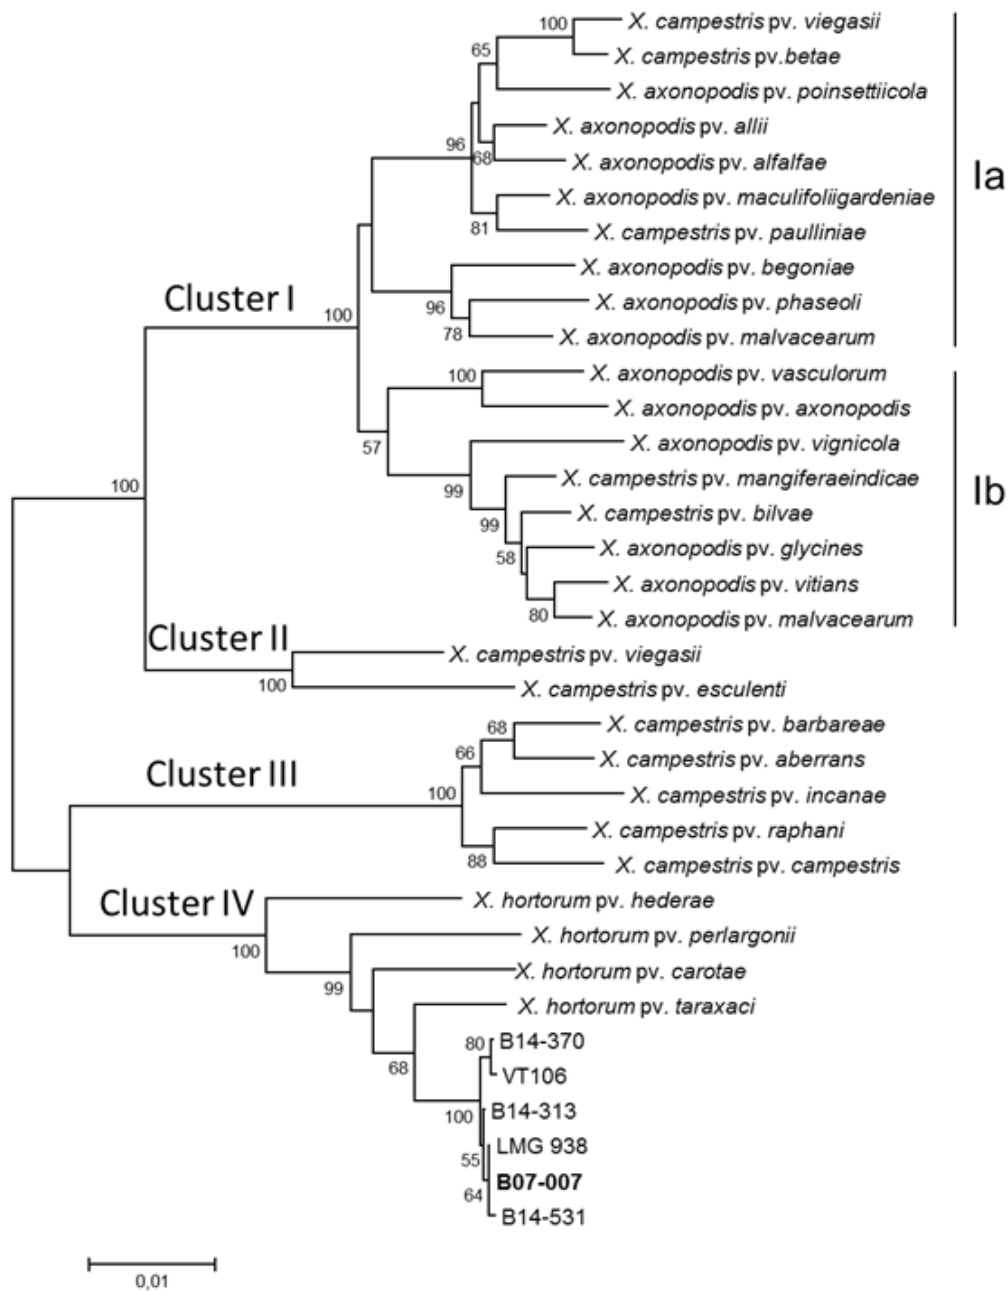 100
X. campestris pv. viegasii
65
X. campestris pv.betae
X. axonopodis pv. poinsettiicola
X. axonopodis pv. allii
96
68
X. axonopodis pv. alfalfae
Ia
X. axonopodis pv. maculifoliigardeniae
81
X. campestris pv. paulliniae
X. axonopodis pv. begoniae
Cluster I
96
X. axonopodis pv. phaseoli
100
78
X. axonopodis pv. malvacearum
100
X. axonopodis pv. vasculorum
X. axonopodis pv. axonopodis
57
X. axonopodis pv. vignicola
100
99
X. campestris pv. mangiferaeindicae
Ib
99
X. campestris pv. bilvae
58
X. axonopodis pv. glycines
X. axonopodis pv. vitians
80
X. axonopodis pv. malvacearum
Cluster II
X. campestris pv. viegasii
100
X. campestris pv. esculenti
68
X. campestris pv. barbareae
66
X. campestris pv. aberrans
Cluster III
100
X. campestris pv. incanae
X. campestris pv. raphani
88
X. campestris pv. campestris
Cluster IV
X. hortorum pv. hederae
100
X. hortorum pv. perlargonii
99
X. hortorum pv. carotae
X. hortorum pv. taraxaci
80
B14-370
68
VT106
100
B14-313
55
LMG 938
64
B07-007
B14-531
0,01